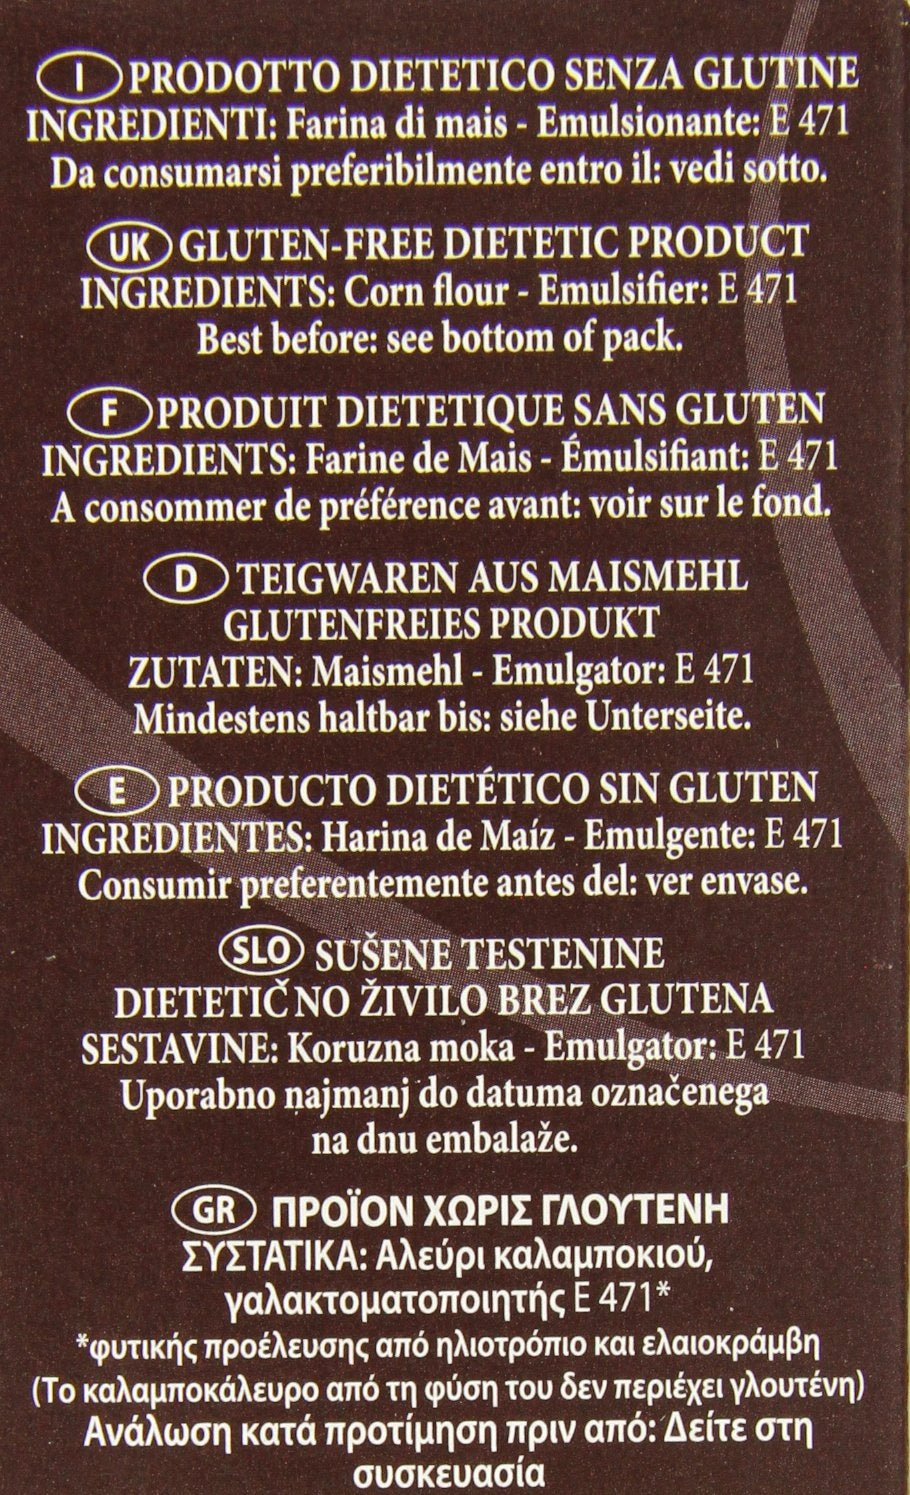 I PRODOTTO DIETETICO SENZA GLUTINE
INGREDIENTI: Farina di mais - Emulsionante: E 471
Da consumarsi preferibilmente entro il: vedi sotto.
UK GLUTEN-FREE DIETETIC PRODUCT
INGREDIENTS: Corn flour - Emulsifier: E 471
Best before: see bottom of pack.
F PRODUIT DIETETIQUE SANS GLUTEN
INGREDIENTS: Farine de Mais - Émulsifiant: E 471
A consommer de préférence avant: voir sur le fond.
D TEIGWAREN AUS MAISMEHL
GLUTENFREIES PRODUKT
ZUTATEN: Maismehl - Emulgator: E 471
Mindestens haltbar bis: siehe Unterseite.
E PRODUCTO DIETÉTICO SIN GLUTEN
INGREDIENTES: Harina de Maíz - Emulgente: E 471
Consumir preferentemente antes del: ver envase.
SLO SUŠENE TESTENINE
DIETETIČNO ŽIVILO BREZ GLUTENA
SESTAVINE: Koruzna moka - Emulgator: E 471
Uporabno najmanj do datuma označenega
na dnu embalaže.
GR ΠΡΟΪΟΝ ΧΩΡΙΣ ΓΛΟΥΤΕΝΗ
ΣΥΣΤΑΤΙΚΑ: Αλεύρι καλαμποκιού,
γαλακτοματοποιητής E 471*
*φυτικής προέλευσης από ηλιοτρόπιο και ελαιοκράμβη
(Το καλαμποκάλευρο από τη φύση του δεν περιέχει γλουτένη)
Ανάλωση κατά προτίμηση πριν από: Δείτε στη
συσκευασία